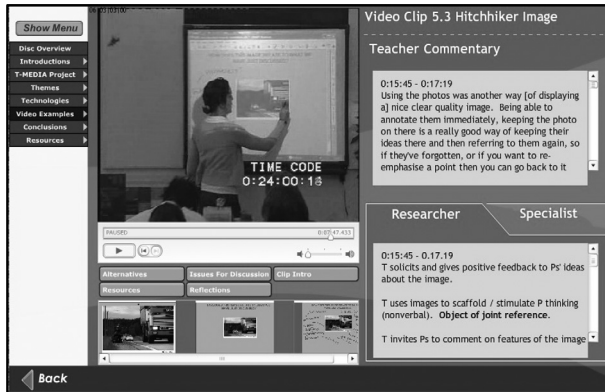 Show Menu
Disc Overview
Introductions
T-MEDIA Project
Themes
Technologies
Video Examples
Conclusions
Resources
Back
TIME CODE
0:24:00:16
PAUSED
0:07:47.433
Alternatives
Issues For Discussion
Clip Intro
Resources
Reflections
Video Clip 5.3 Hitchhiker Image
Teacher Commentary
0:15:45 - 0:17:19
Using the photos was another way [of displaying
a] nice clear quality image.  Being able to
annotate them immediately, keeping the photo
on there is a really good way of keeping their
ideas there and then referring to them again, so
if they've forgotten, or if you want to re-
emphasise a point then you can go back to it
Researcher
Specialist
0:15:45 - 0.17.19
T solicits and gives positive feedback to Ps' ideas
about the image.
T uses images to scaffold / stimulate P thinking
(nonverbal).  Object of joint reference.
T invites Ps to comment on features of the image